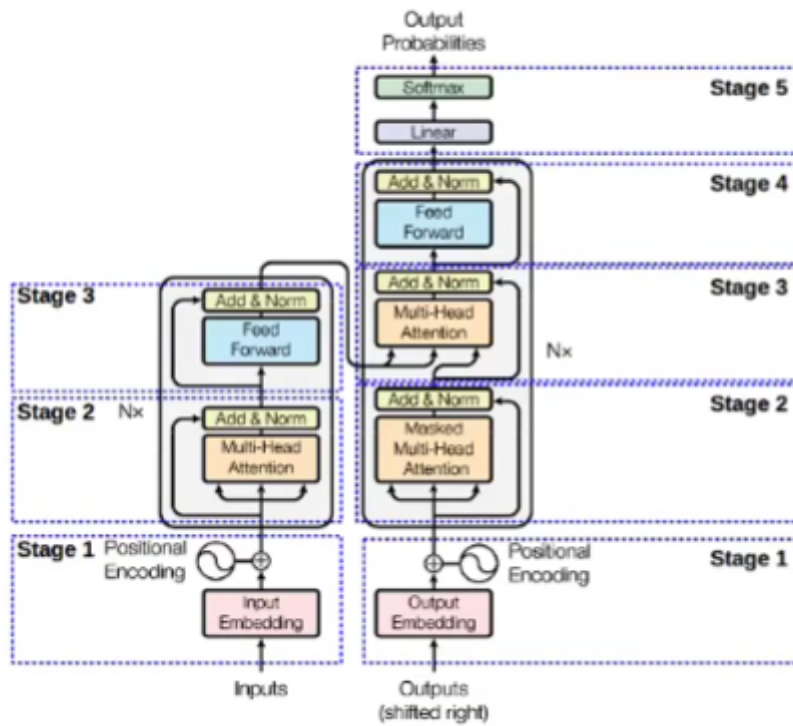 Output
Probabilities
Softmax
Stage 5
Linear
Add & Norm
Stage 4
Feed
Forward
Add & Norm
Stage 3
Multi-Head
Attention
Nx
Add & Norm
Stage 2
Masked
Multi-Head
Attention
Stage 3
Add & Norm
Feed
Forward
Stage 2
Nx
Add & Norm
Multi-Head
Attention
Stage 1
Positional
Encoding
Input
Embedding
Inputs
Positional
Encoding
Stage 1
Output
Embedding
Outputs
(shifted right)